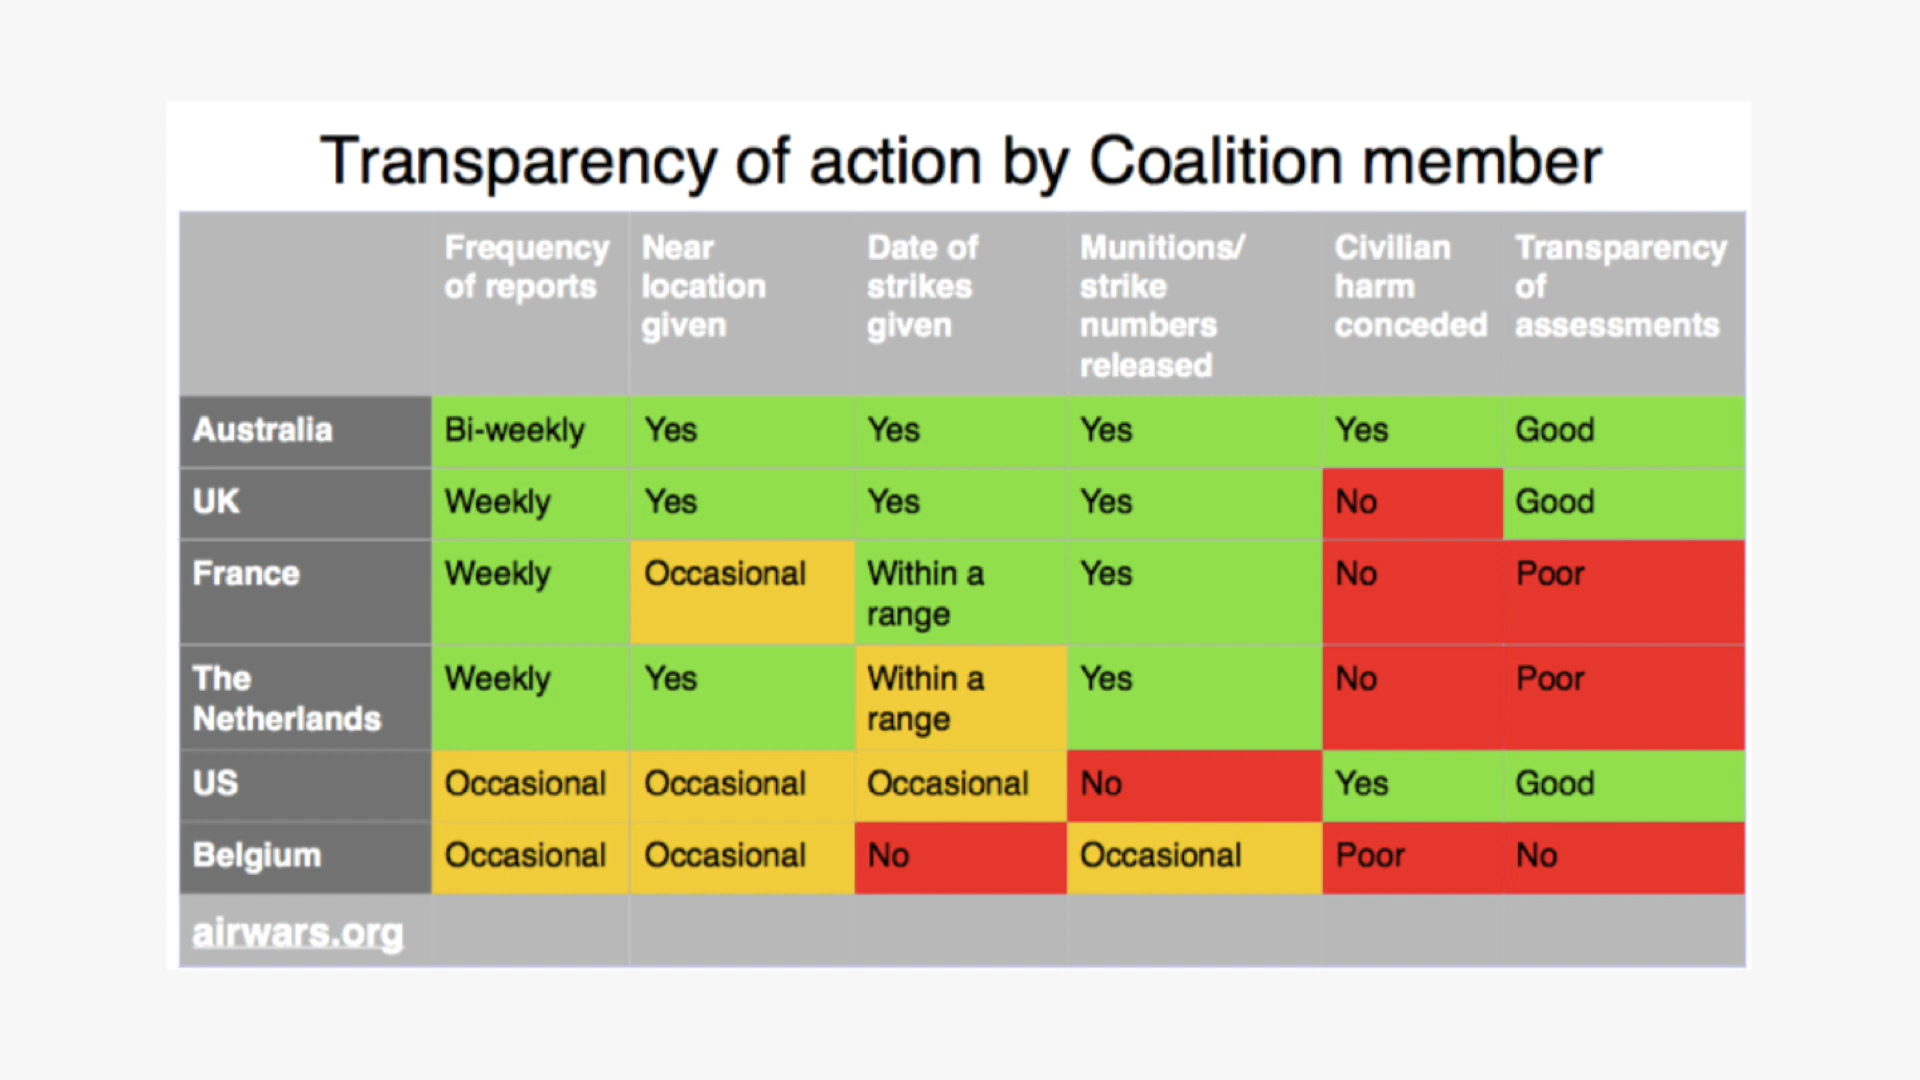 Transparency of action by Coalition member
Frequency of reports Near location given Date of strikes given Munitions/ strike numbers released Civilian harm conceded Transparency of assessments
Australia Bi-weekly Yes Yes Yes Yes Good
UK Weekly Yes Yes Yes No Good
France Weekly Occasional Within a range Yes No Poor
The Netherlands Weekly Yes Within a range Yes No Poor
US Occasional Occasional Occasional No Yes Good
Belgium Occasional Occasional No Occasional Poor No
airwars.org